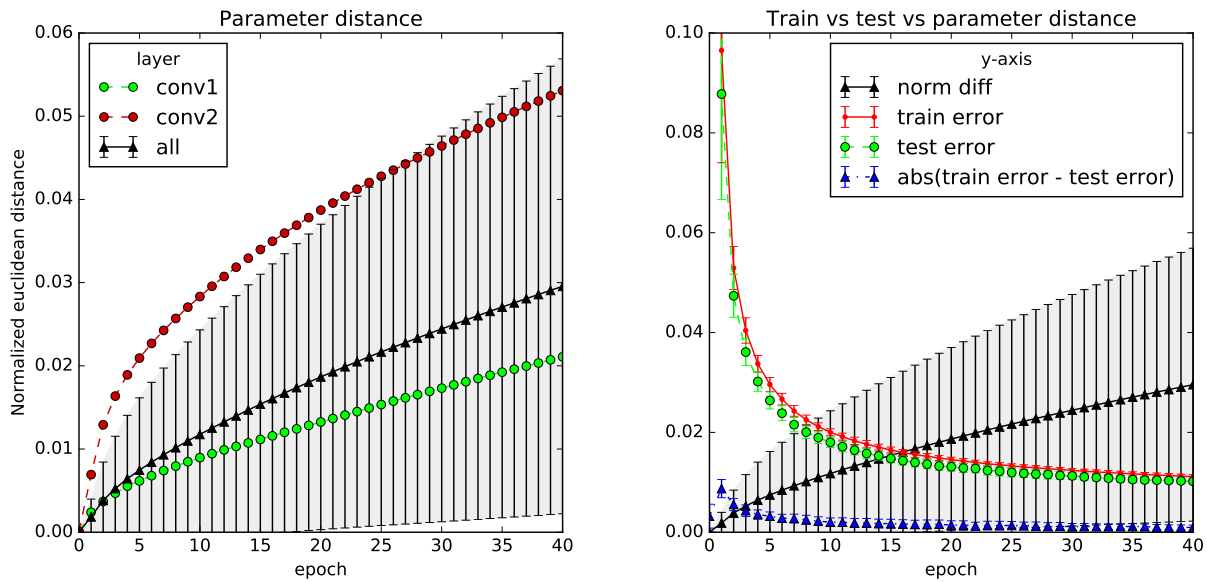 Parameter distance
0.06
0.05
0.04
0.03
0.02
0.01
0.00
Normalized euclidean distance
layer
conv1
conv2
all
0 5 10 15 20 25 30 35 40
epoch
Train vs test vs parameter distance
0.10
0.08
0.06
0.04
0.02
0.00
y-axis
norm diff
train error
test error
abs(train error - test error)
0 5 10 15 20 25 30 35 40
epoch